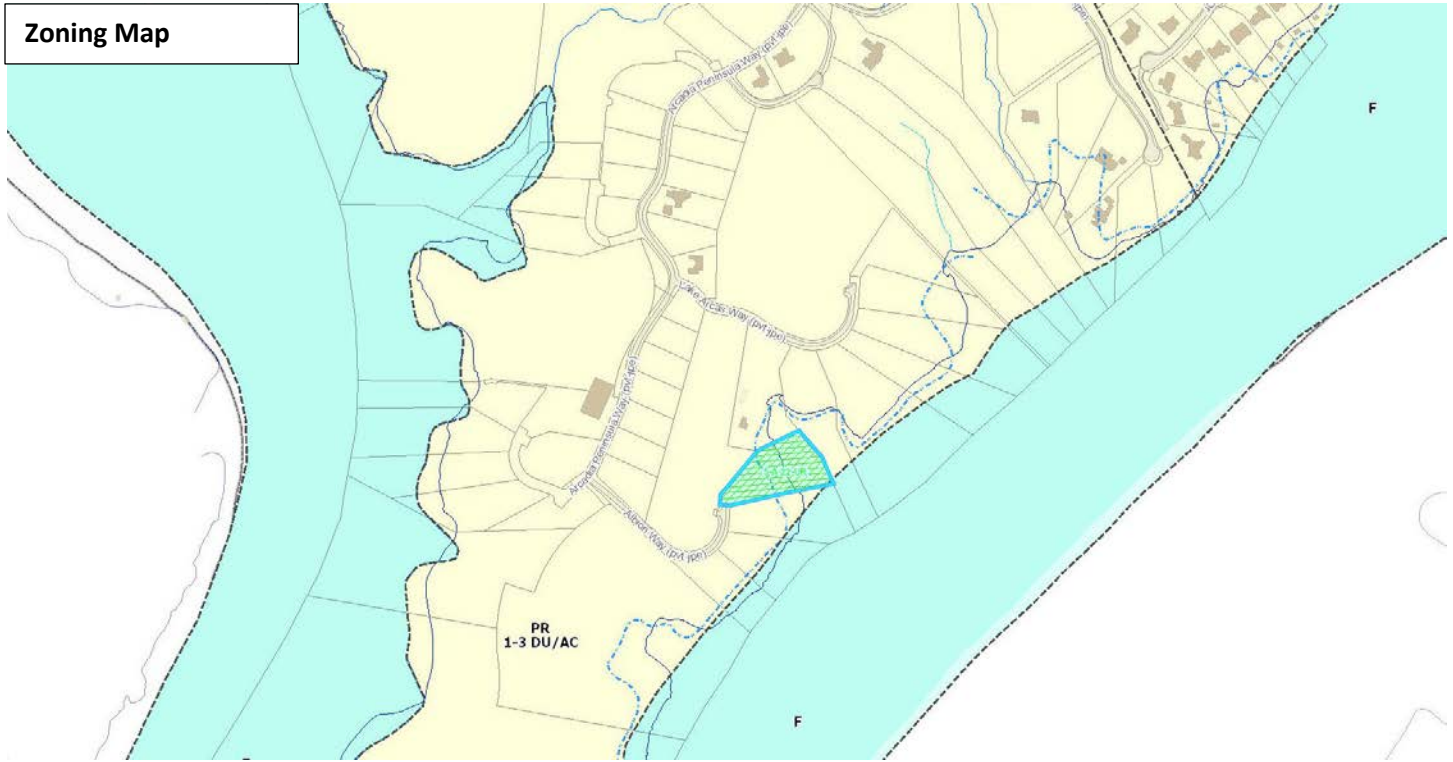 Zoning Map
Arcadia Peninsula Way (pvt jpe)
F
Lake Arcas Way (pvt jpe)
Arcadia Peninsula Way (pvt jpe)
Albion Way (pvt jpe)
PR
1-3 DU/AC
F